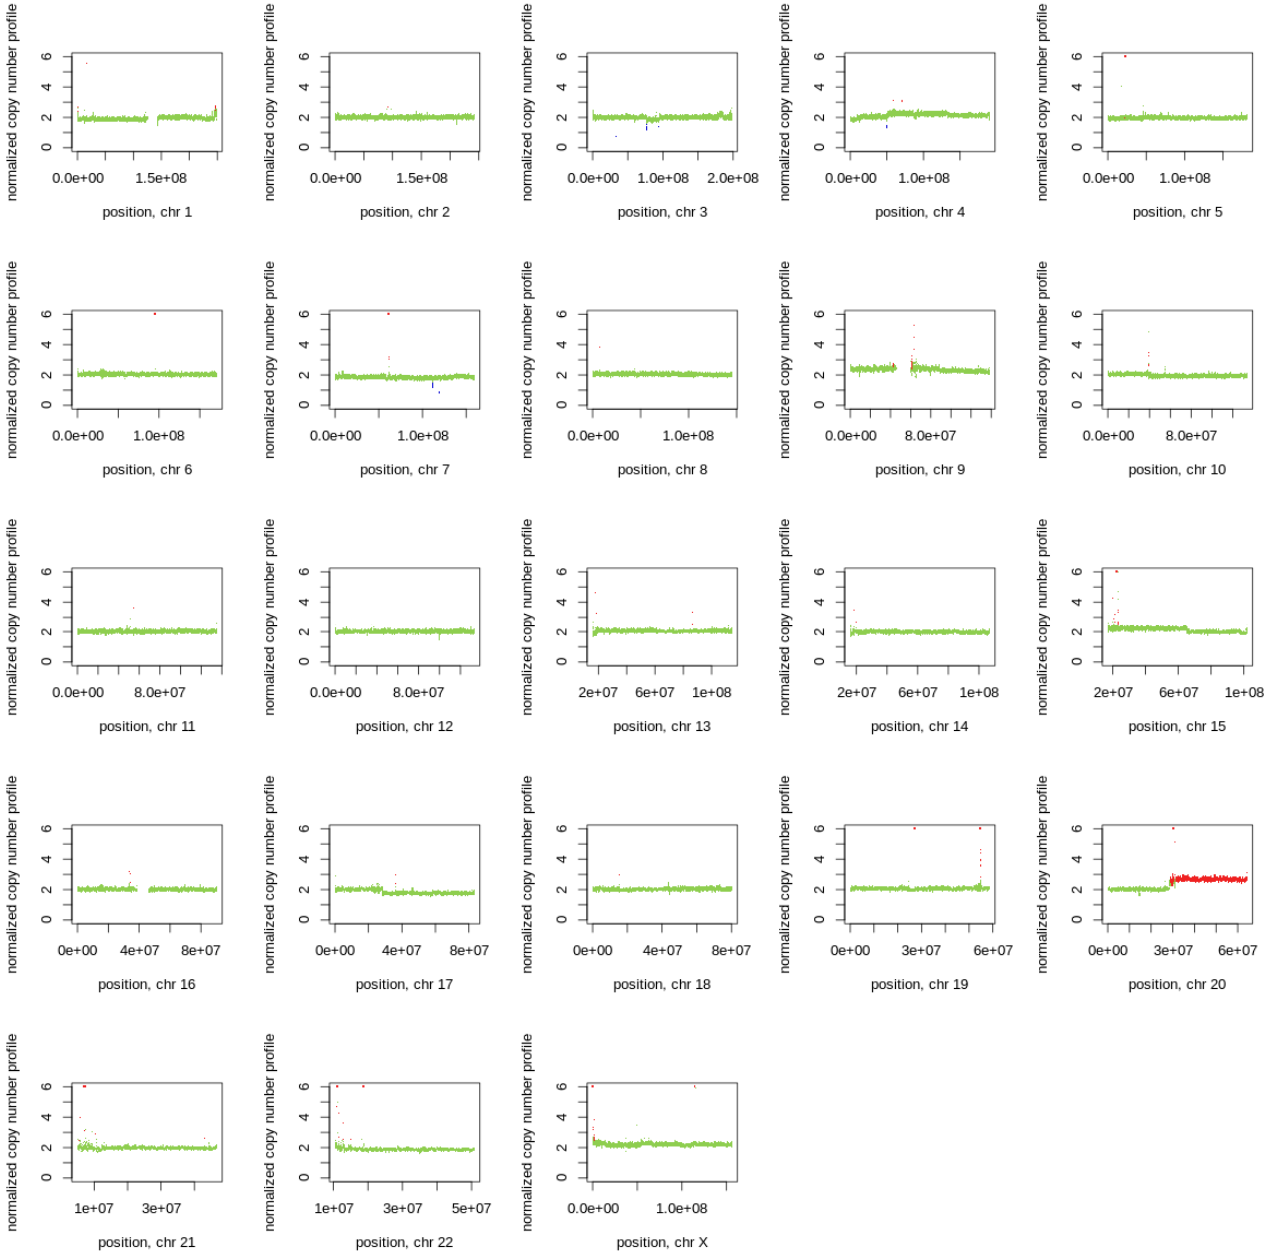 normalized copy number profile
0 2 4 6
0.0e+00 1.5e+08
position, chr 1
normalized copy number profile
0 2 4 6
0.0e+00 1.5e+08
position, chr 2
normalized copy number profile
0 2 4 6
0.0e+00 1.0e+08 2.0e+08
position, chr 3
normalized copy number profile
0 2 4 6
0.0e+00 1.0e+08
position, chr 4
normalized copy number profile
0 2 4 6
0.0e+00 1.0e+08
position, chr 5
normalized copy number profile
0 2 4 6
0.0e+00 1.0e+08
position, chr 6
normalized copy number profile
0 2 4 6
0.0e+00 1.0e+08
position, chr 7
normalized copy number profile
0 2 4 6
0.0e+00 1.0e+08
position, chr 8
normalized copy number profile
0 2 4 6
0.0e+00 8.0e+07
position, chr 9
normalized copy number profile
0 2 4 6
0.0e+00 8.0e+07
position, chr 10
normalized copy number profile
0 2 4 6
0.0e+00 8.0e+07
position, chr 11
normalized copy number profile
0 2 4 6
0.0e+00 8.0e+07
position, chr 12
normalized copy number profile
0 2 4 6
2e+07 6e+07 1e+08
position, chr 13
normalized copy number profile
0 2 4 6
2e+07 6e+07 1e+08
position, chr 14
normalized copy number profile
0 2 4 6
2e+07 6e+07 1e+08
position, chr 15
normalized copy number profile
0 2 4 6
0e+00 4e+07 8e+07
position, chr 16
normalized copy number profile
0 2 4 6
0e+00 4e+07 8e+07
position, chr 17
normalized copy number profile
0 2 4 6
0e+00 4e+07 8e+07
position, chr 18
normalized copy number profile
0 2 4 6
0e+00 3e+07 6e+07
position, chr 19
normalized copy number profile
0 2 4 6
0e+00 3e+07 6e+07
position, chr 20
normalized copy number profile
0 2 4 6
1e+07 3e+07
position, chr 21
normalized copy number profile
0 2 4 6
1e+07 3e+07 5e+07
position, chr 22
normalized copy number profile
0 2 4 6
0.0e+00 1.0e+08
position, chr X